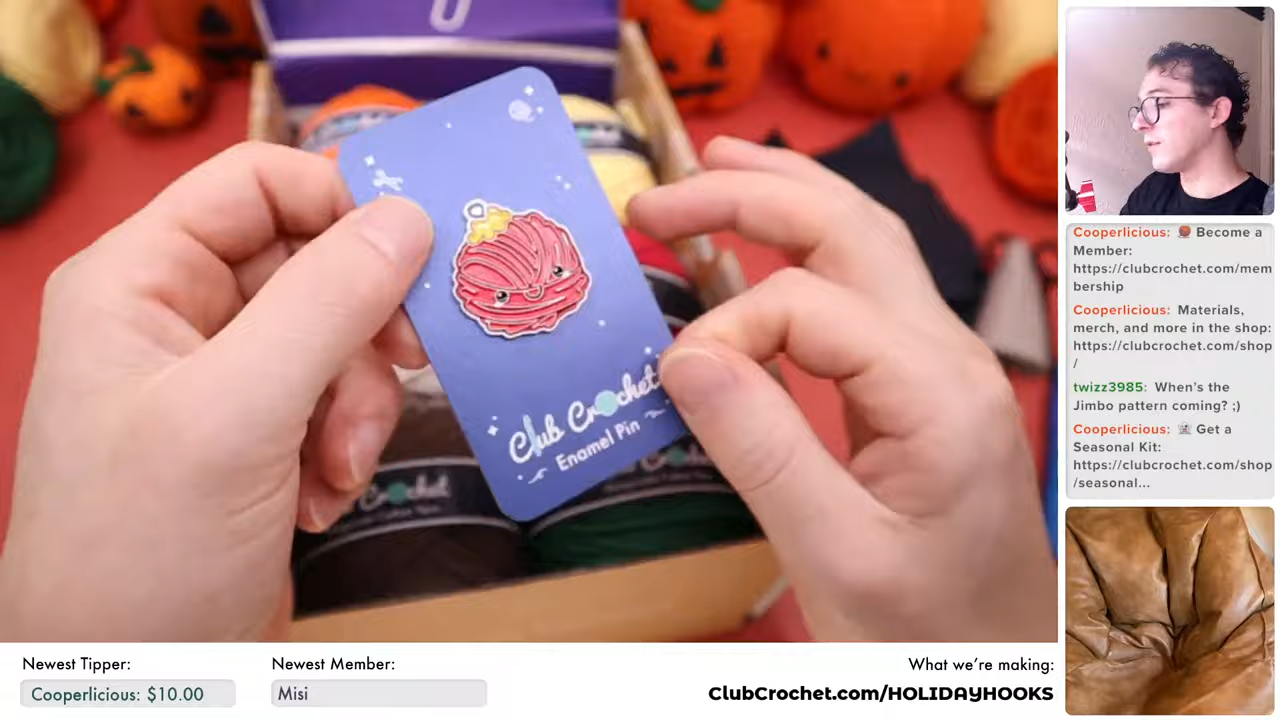 Club Crochet
Enamel Pin
Cooperlicious: Become a
Member:
https://clubcrochet.com/mem
bership
Cooperlicious: Materials,
merch, and more in the shop:
https://clubcrochet.com/shop
/
twizz3985: When's the
Jimbo pattern coming? ;)
Cooperlicious: Get a
Seasonal Kit:
https://clubcrochet.com/shop
/seasonal...
Newest Tipper:
Cooperlicious: $10.00
Newest Member:
Misi
What we're making:
ClubCrochet.com/HOLIDAYHOOKS